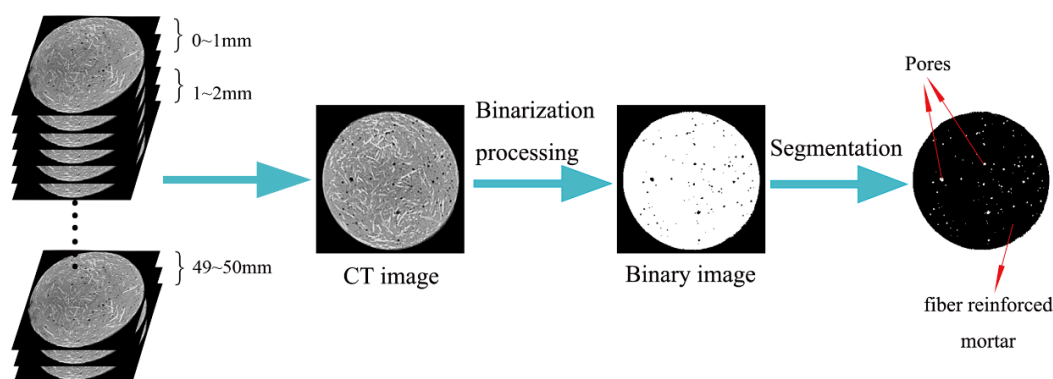 0~1mm
1~2mm
49~50mm
CT image
Binarization
processing
Binary image
Segmentation
Pores
fiber reinforced
mortar